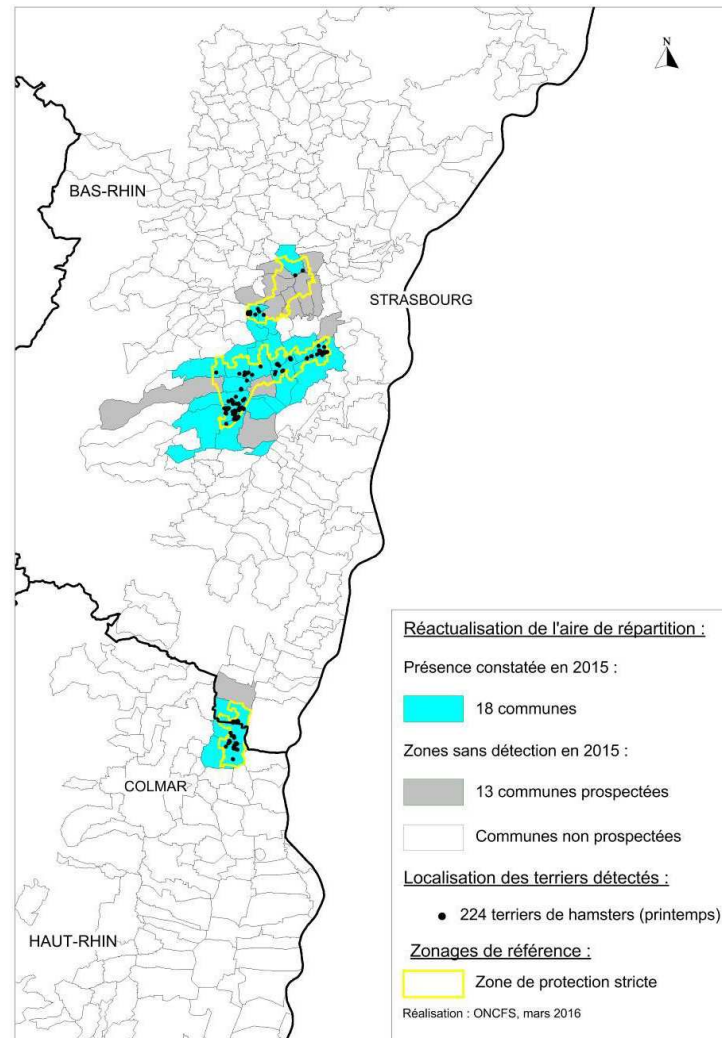 N
BAS-RHIN
STRASBOURG
COLMAR
HAUT-RHIN
Réactualisation de l'aire de répartition :
Présence constatée en 2015 :
18 communes
Zones sans détection en 2015 :
13 communes prospectées
Communes non prospectées
Localisation des terriers détectés :
224 terriers de hamsters (printemps)
Zonages de référence :
Zone de protection stricte
Réalisation : ONCFS, mars 2016